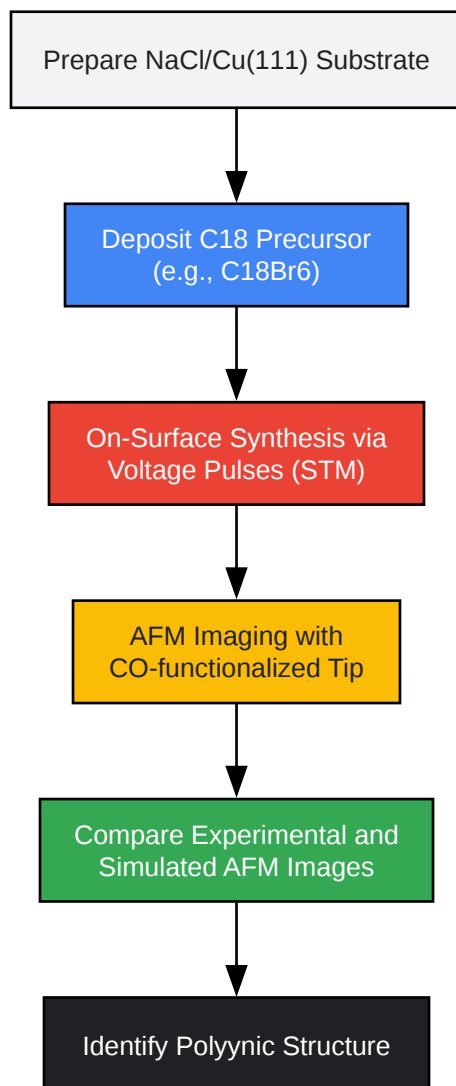 Prepare NaCl/Cu(111) Substrate
Deposit C18 Precursor
(e.g., C18Br6)
On-Surface Synthesis via
Voltage Pulses (STM)
AFM Imaging with
CO-functionalized Tip
Compare Experimental and
Simulated AFM Images
Identify Polyynic Structure